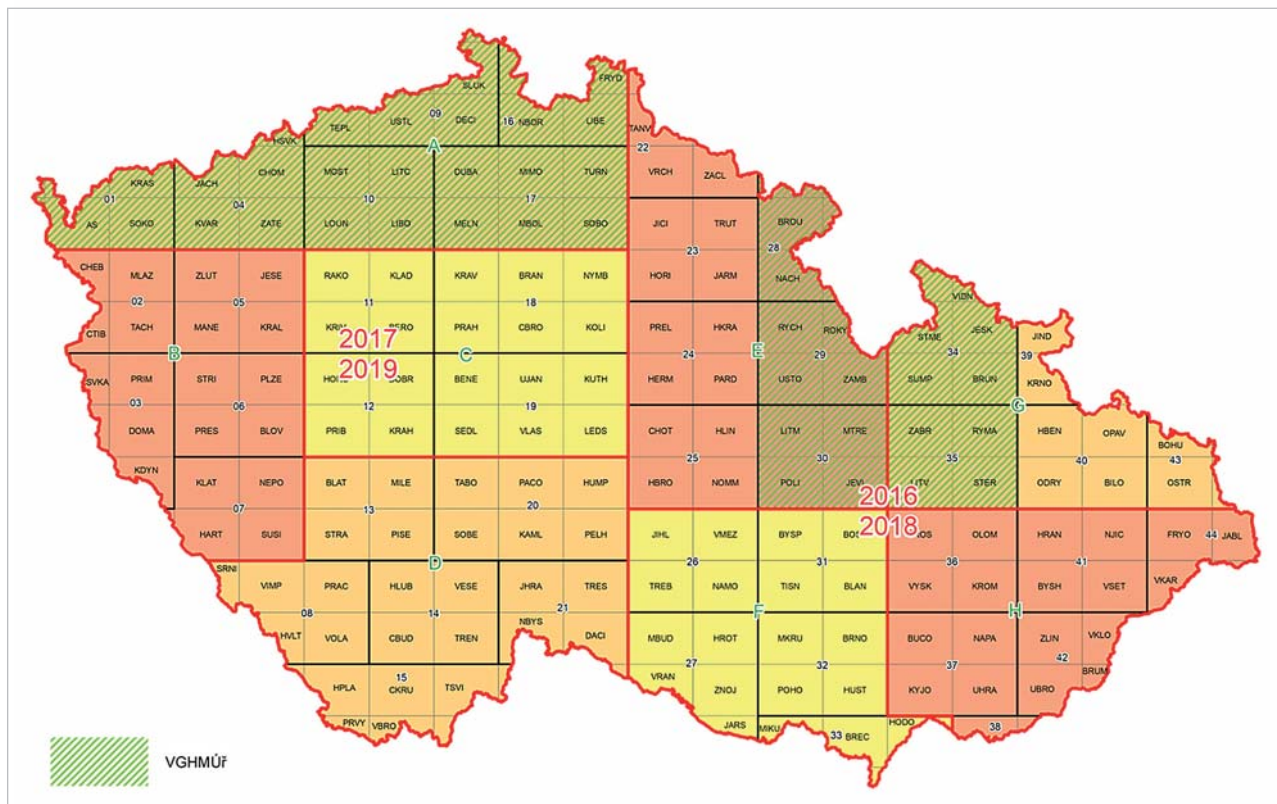 FRYD
SLUK
TEPL USTL 09 DECI 16 NBOR LIBE TANV
HSVX A 22
KRAS JACH CHOM MOST LITC DUBA MIMO TURN VRCH ZACL
01 04 10 17
AS SOKO KVAR ZATE LOUN LIBO MELN MBOL SOBO JICI TRUT BROU
23 28
CHEB MLAZ ZLUT JESE RAKO KLAD KRAV BRAN NYMB HORI JARM NACH
02 05 11 18 VIDN
CTIB TACH MANE KRAL PRAH CBRO KOLI PREL HKRA RYCH ROKY STME JESK JIND
2017
B C 24 E 29 34 39
2019
SVKA PRIM STRI PLZE BENE UJAN KUTH HERM PARD USTO ZAMB SUMP BRUN KRNO
03 06 12 19 G
DOMA PRES BLOV PRIB KRAH SEDL VLAS LEDS CHOT HLIN LITM MTRE ZABR RYMA HBEN OPAV BOHU
25 30 35 40 43
KDYN KLAT NEPO BLAT MILE TABO PACO HUMP HBRO NOMM POLI JEVI LITV STER ODRY BILO OSTR
2016
07 13 20
2018
HART SUSI STRA PISE SOBE KAML PELH JIHL VMEZ BYSP OLOM HRAN NJIC FRYO 44 JABL
D 26 31 36 41
SRNI VIMP PRAC HLUB VESE JHRA TRES TREB NAMO TISN BLAN VYSK KROM BYSH VSET VKAR
08 14 21 F H
HVLT VOLA CBUD TREN NBYS DACI MBUD HROT MKRU BRNO BUCO NAPA ZLIN VKLO
15 27 32 37 42
HPLA CKRU TSVI VRAN ZNOJ POHO HUST KYJO UHRA UBRO BRUM
PRVY VBRO JARS MIKU 33 BREC HODO 38
VGHMÚř